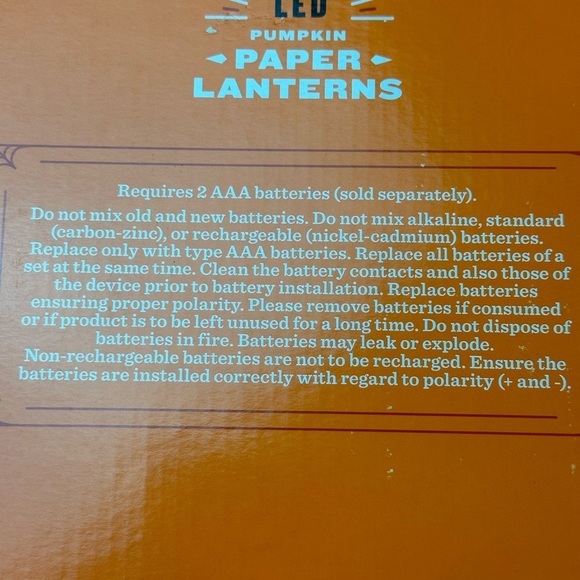 LED
PUMPKIN
PAPER
LANTERNS
Requires 2 AAA batteries (sold separately).
Do not mix old and new batteries. Do not mix alkaline, standard
(carbon-zinc), or rechargeable (nickel-cadmium) batteries.
Replace only with type AAA batteries. Replace all batteries of a
set at the same time. Clean the battery contacts and also those of
the device prior to battery installation. Replace batteries
ensuring proper polarity. Please remove batteries if consumed
or if product is to be left unused for a long time. Do not dispose of
batteries in fire. Batteries may leak or explode.
Non-rechargeable batteries are not to be recharged. Ensure the
batteries are installed correctly with regard to polarity (+ and -).